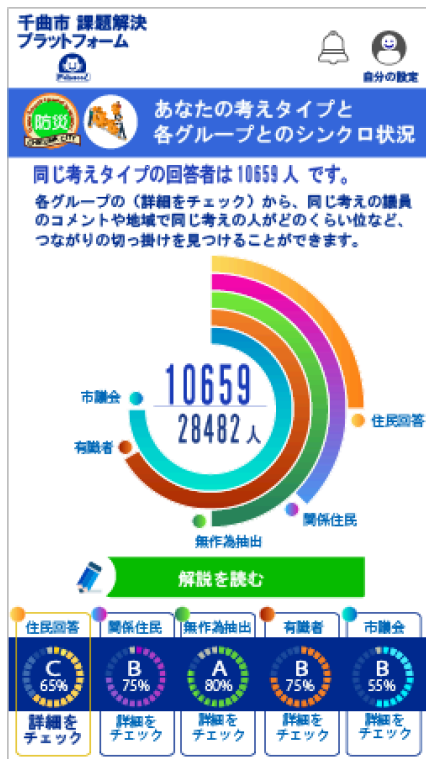 千曲市 課題解決
プラットフォーム
自分の設定
防災
あなたの考えタイプと
各グループとのシンクロ状況
同じ考えタイプの回答者は10659人 です。
各グループの（詳細をチェック）から、同じ考えの議員
のコメントや地域で同じ考えの人がどのくらい位など、
つながりの切っ掛けを見つけることができます。
10659
28482人
市議会
有識者
無作為抽出
関係住民
住民回答
解説を読む
住民回答
関係住民
無作為抽出
有識者
市議会
C
65%
B
75%
A
80%
B
75%
B
55%
詳細を
チェック
詳細を
チェック
詳細を
チェック
詳細を
チェック
詳細を
チェック